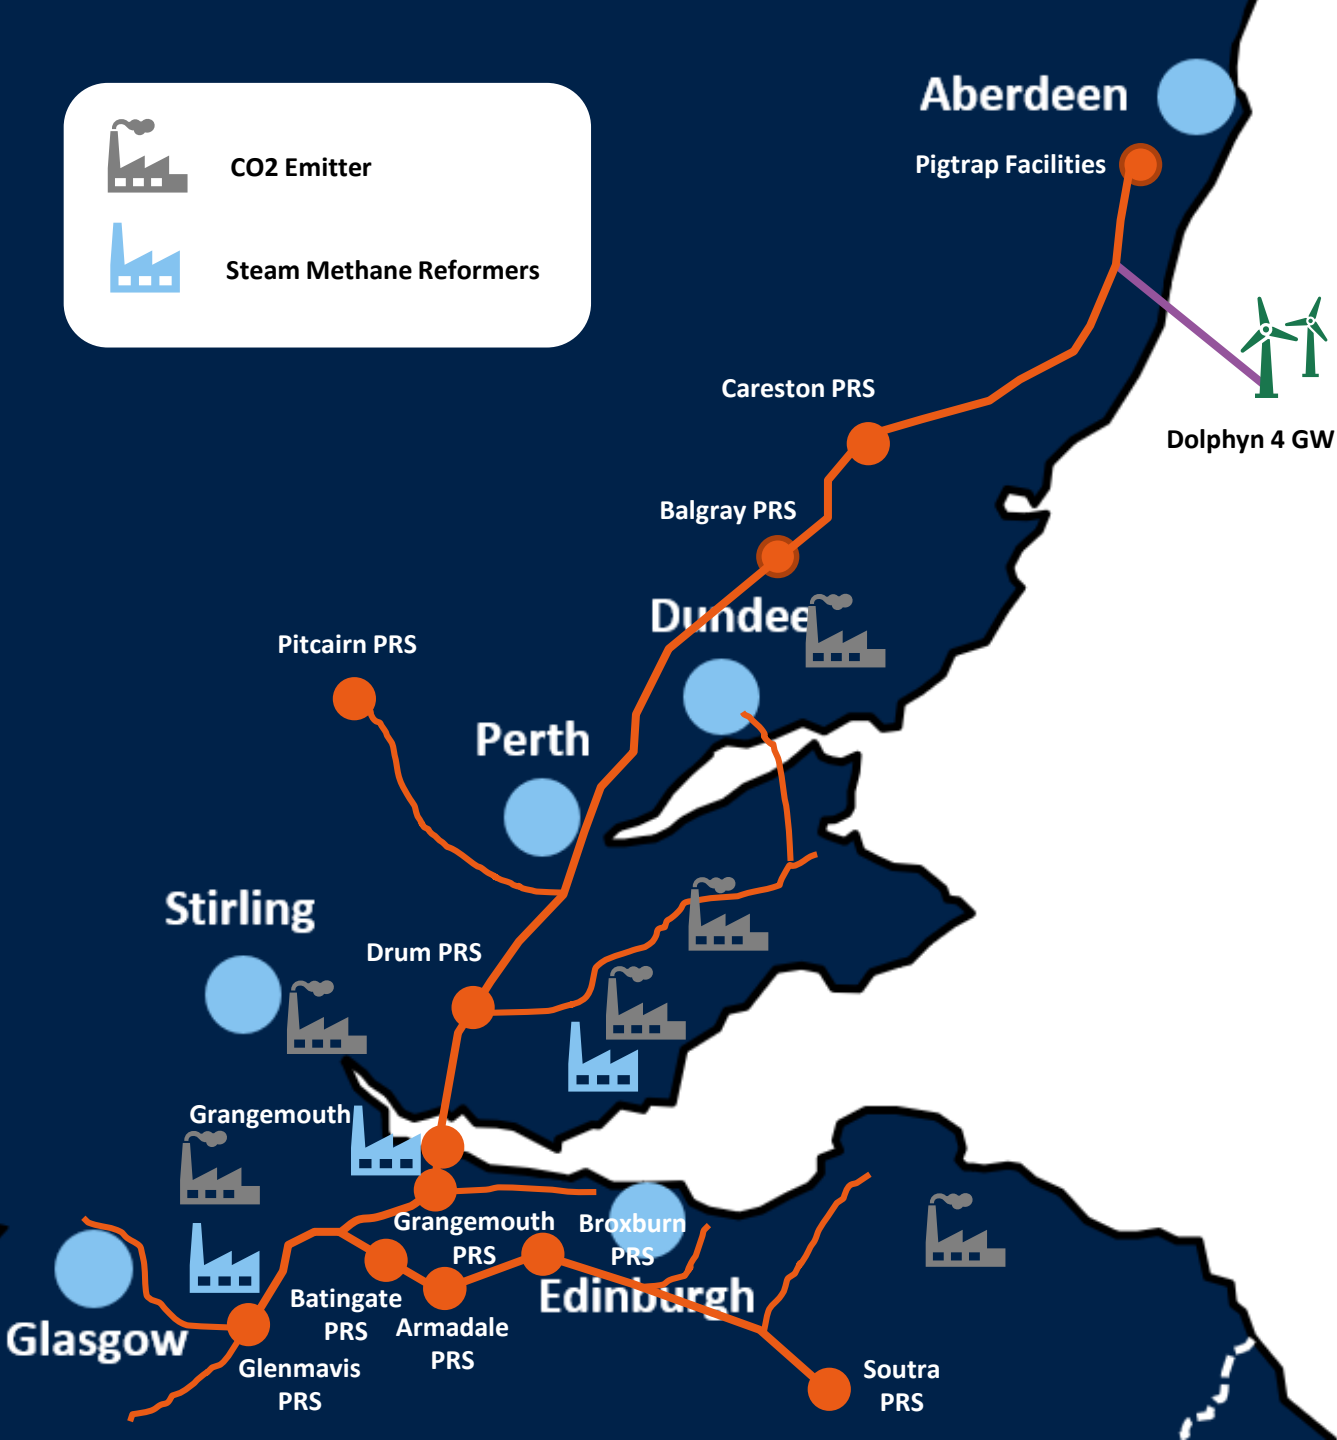 Aberdeen
Pigtrap Facilities
CO2 Emitter
Steam Methane Reformers
Careston PRS
Dolphyn 4 GW
Balgray PRS
Dundee
Pitcairn PRS
Perth
Stirling
Drum PRS
Grangemouth
Grangemouth
PRS
Broxburn
PRS
Edinburgh
Batingate
PRS
Armadale
PRS
Glasgow
Glenmavis
PRS
Soutra
PRS